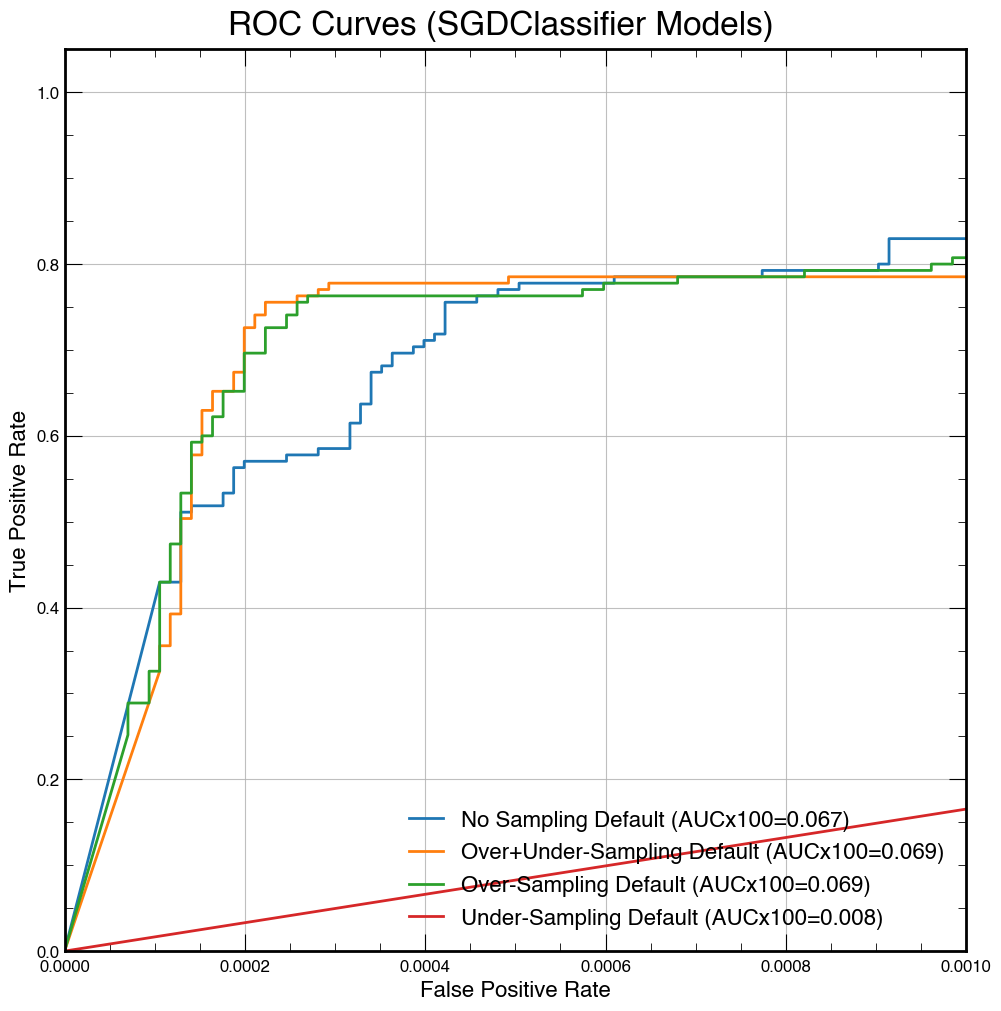 ROC Curves (SGDClassifier Models)
1.0
0.8
0.6
0.4
0.2
0.0
True Positive Rate
No Sampling Default (AUCx100=0.067)
Over+Under-Sampling Default (AUCx100=0.069)
Over-Sampling Default (AUCx100=0.069)
Under-Sampling Default (AUCx100=0.008)
0.0000 0.0002 0.0004 0.0006 0.0008 0.0010
False Positive Rate